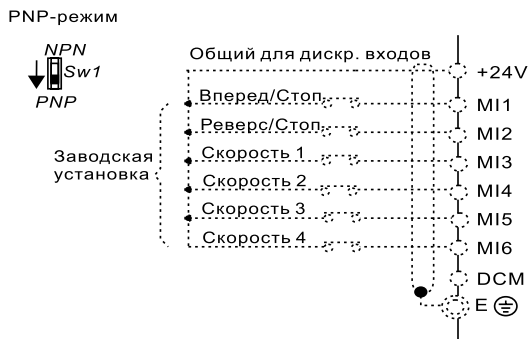 PNP-режим
NPN
Sw1
PNP
Общий для дискр. входов
+24V
Вперед/Стоп
MI1
Реверс/Стоп
MI2
Заводская
установка
Скорость 1
MI3
Скорость 2
MI4
Скорость 3
MI5
Скорость 4
MI6
DCM
E